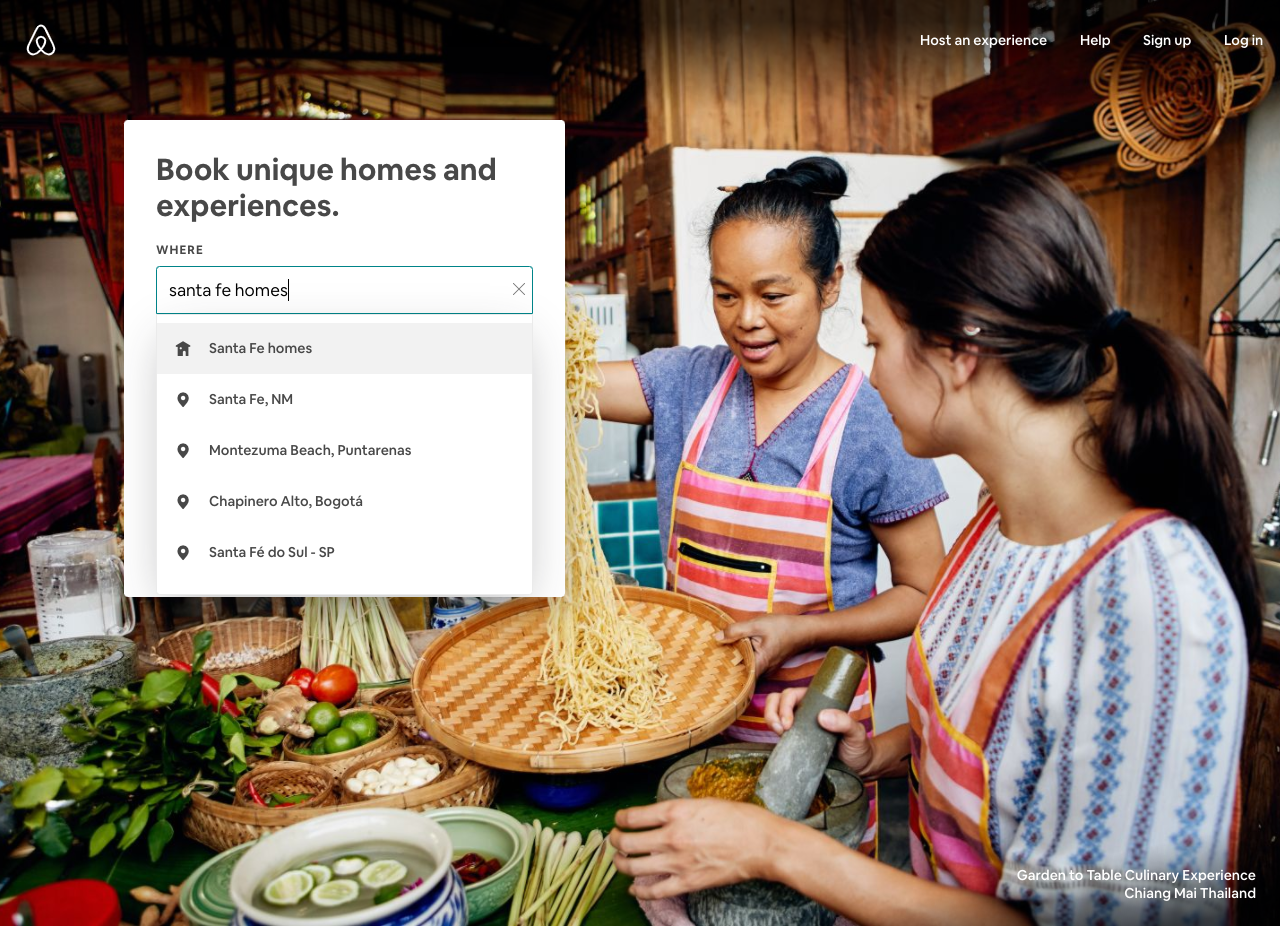 Host an experience
Help
Sign up
Log in
Book unique homes and
experiences.
WHERE
santa fe homes
Santa Fe homes
Santa Fe, NM
Montezuma Beach, Puntarenas
Chapinero Alto, Bogotá
Santa Fé do Sul - SP
Garden to Table Culinary Experience
Chiang Mai Thailand